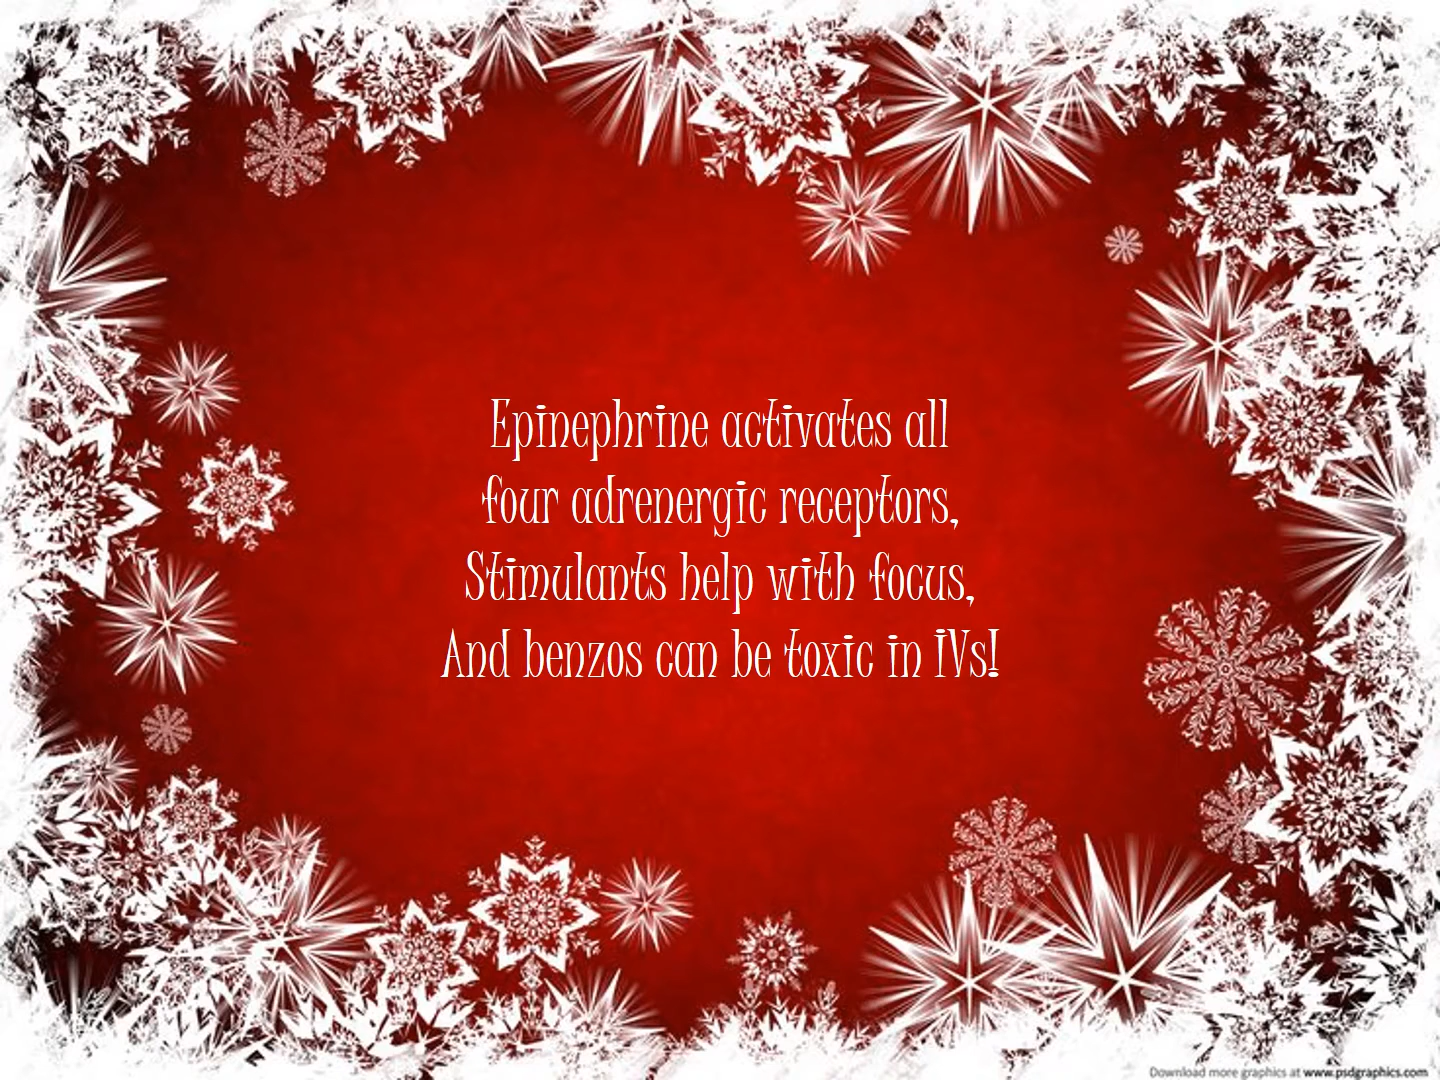 Epinephrine activates all
four adrenergic receptors,
Stimulants help with focus,
And benzos can be toxic in IVs!
Download more graphics at www.psdgraphics.com